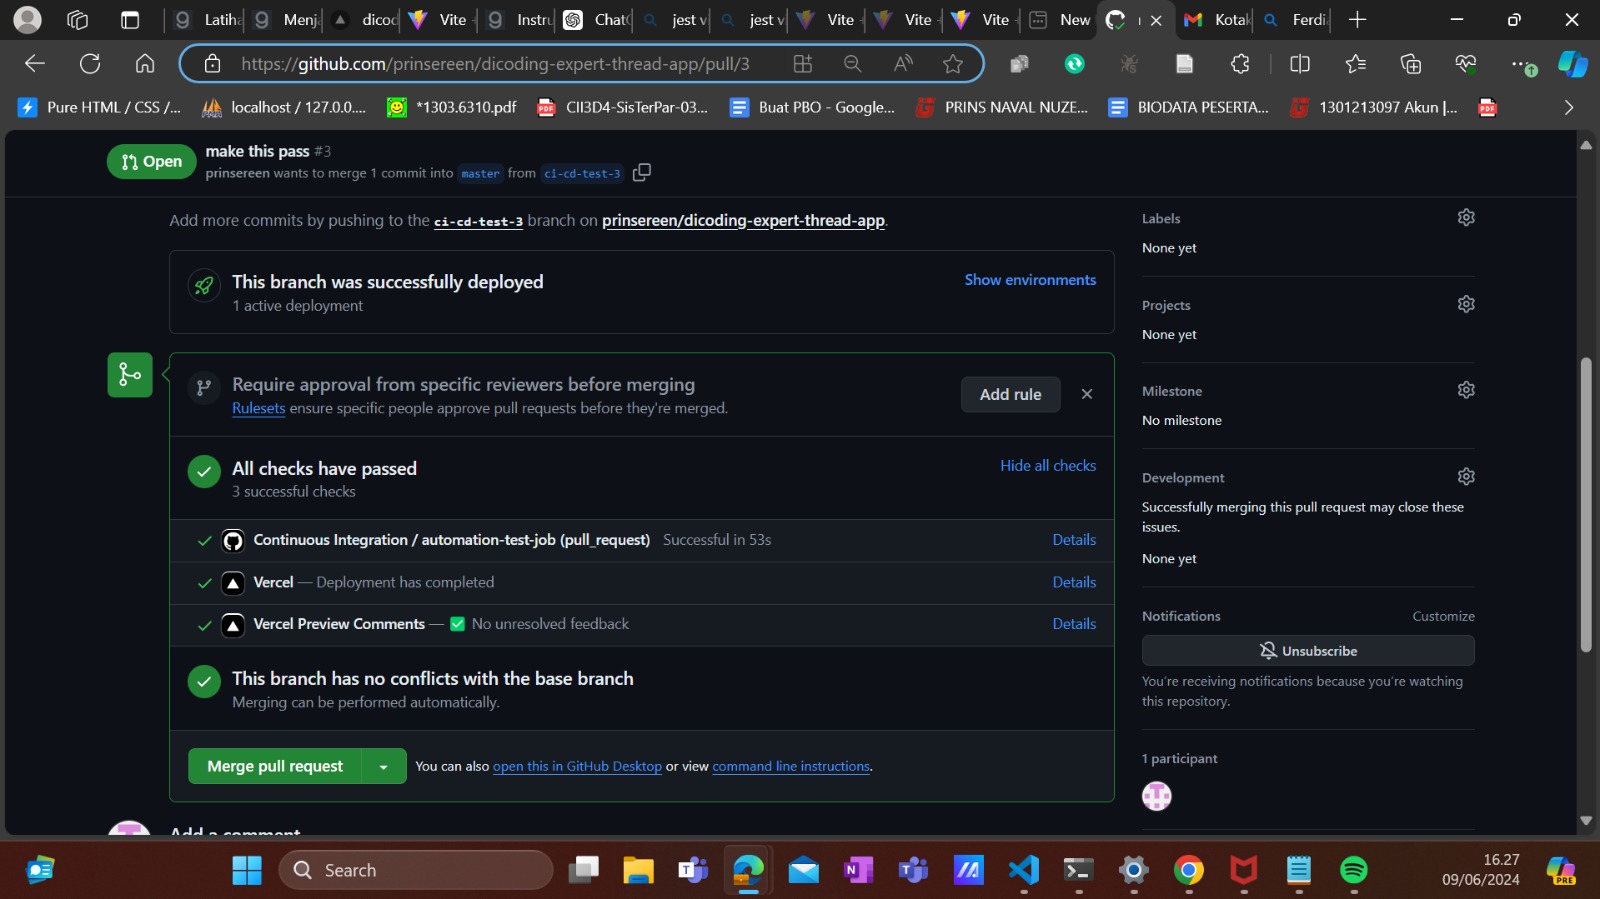 Latiha
Menja
dicod
Vite
Instru
ChatG
jest v
jest v
Vite
Vite
Vite
New
Kotak
Ferdi
https://github.com/prinsereen/dicoding-expert-thread-app/pull/3
Pure HTML / CSS /...
localhost / 127.0.0....
*1303.6310.pdf
CII3D4-SisTerPar-03...
Buat PBO - Google...
PRINS NAVAL NUZE...
BIODATA PESERTA...
1301213097 Akun |...
Open
make this pass #3
prinsereen wants to merge 1 commit into master from ci-cd-test-3
Add more commits by pushing to the ci-cd-test-3 branch on prinsereen/dicoding-expert-thread-app.
This branch was successfully deployed
1 active deployment
Show environments
Require approval from specific reviewers before merging
Rulesets ensure specific people approve pull requests before they're merged.
Add rule
All checks have passed
3 successful checks
Hide all checks
Continuous Integration / automation-test-job (pull_request) Successful in 53s
Details
Vercel — Deployment has completed
Details
Vercel Preview Comments — ✅ No unresolved feedback
Details
This branch has no conflicts with the base branch
Merging can be performed automatically.
Merge pull request
You can also open this in GitHub Desktop or view command line instructions.
Add a comment
Labels
None yet
Projects
None yet
Milestone
No milestone
Development
Successfully merging this pull request may close these
issues.
None yet
Notifications
Customize
Unsubscribe
You're receiving notifications because you're watching
this repository.
1 participant
Search
16.27
09/06/2024
PRE